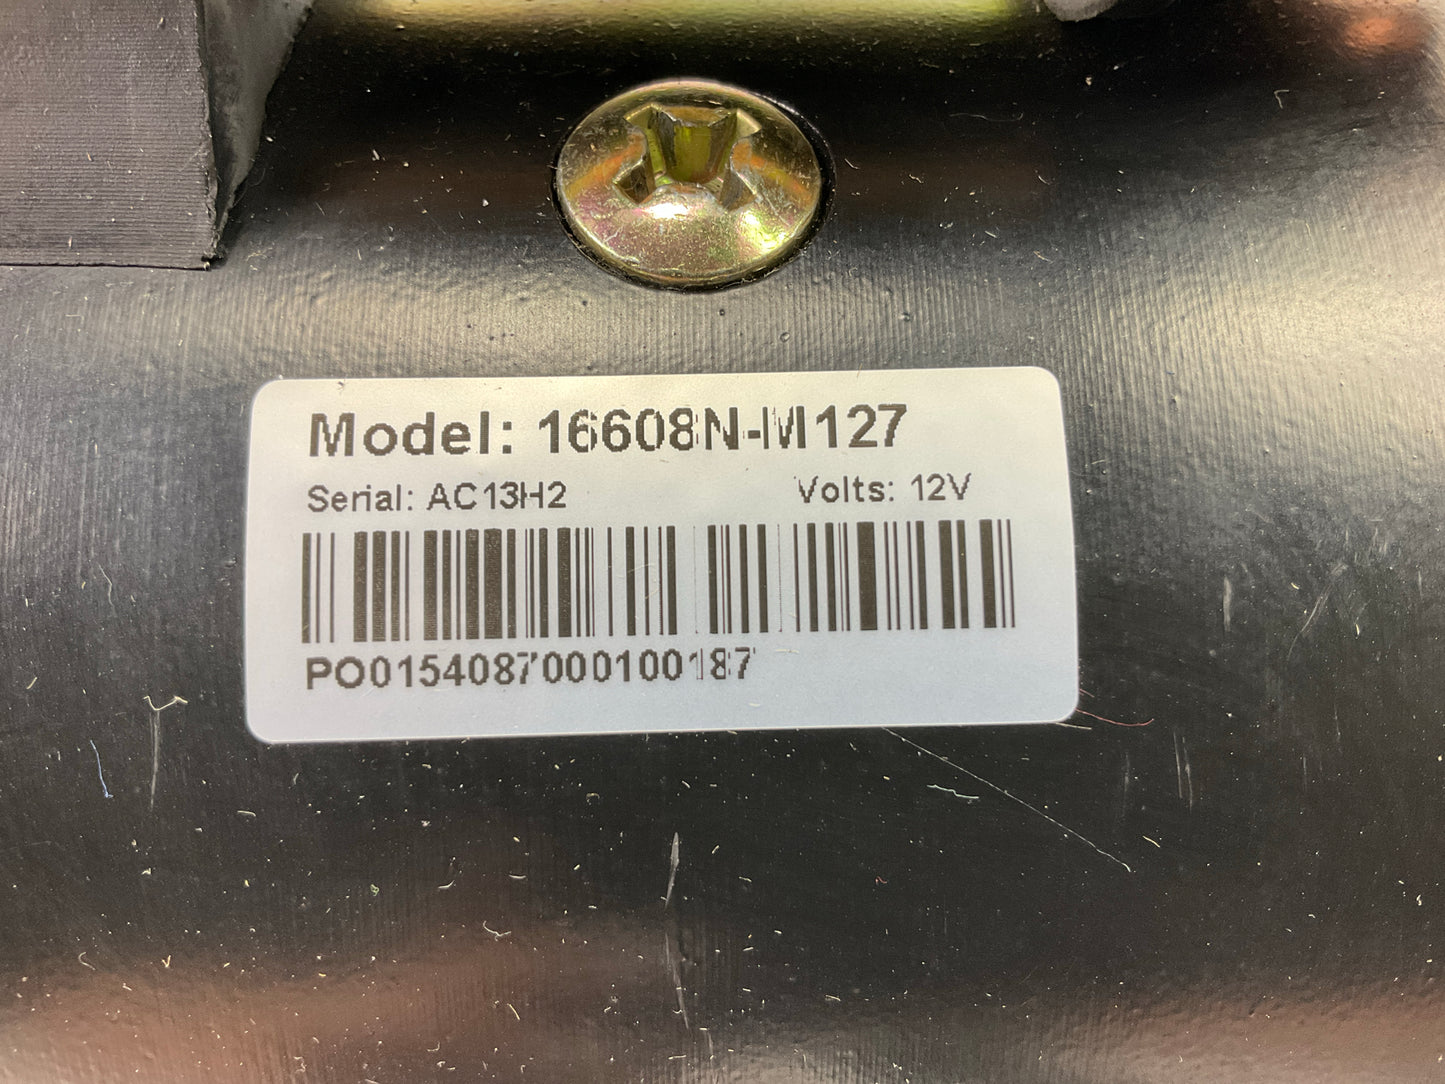 Model: 16608N-M127
Serial: AC13H2 Volts: 12V
PO0154087000100187